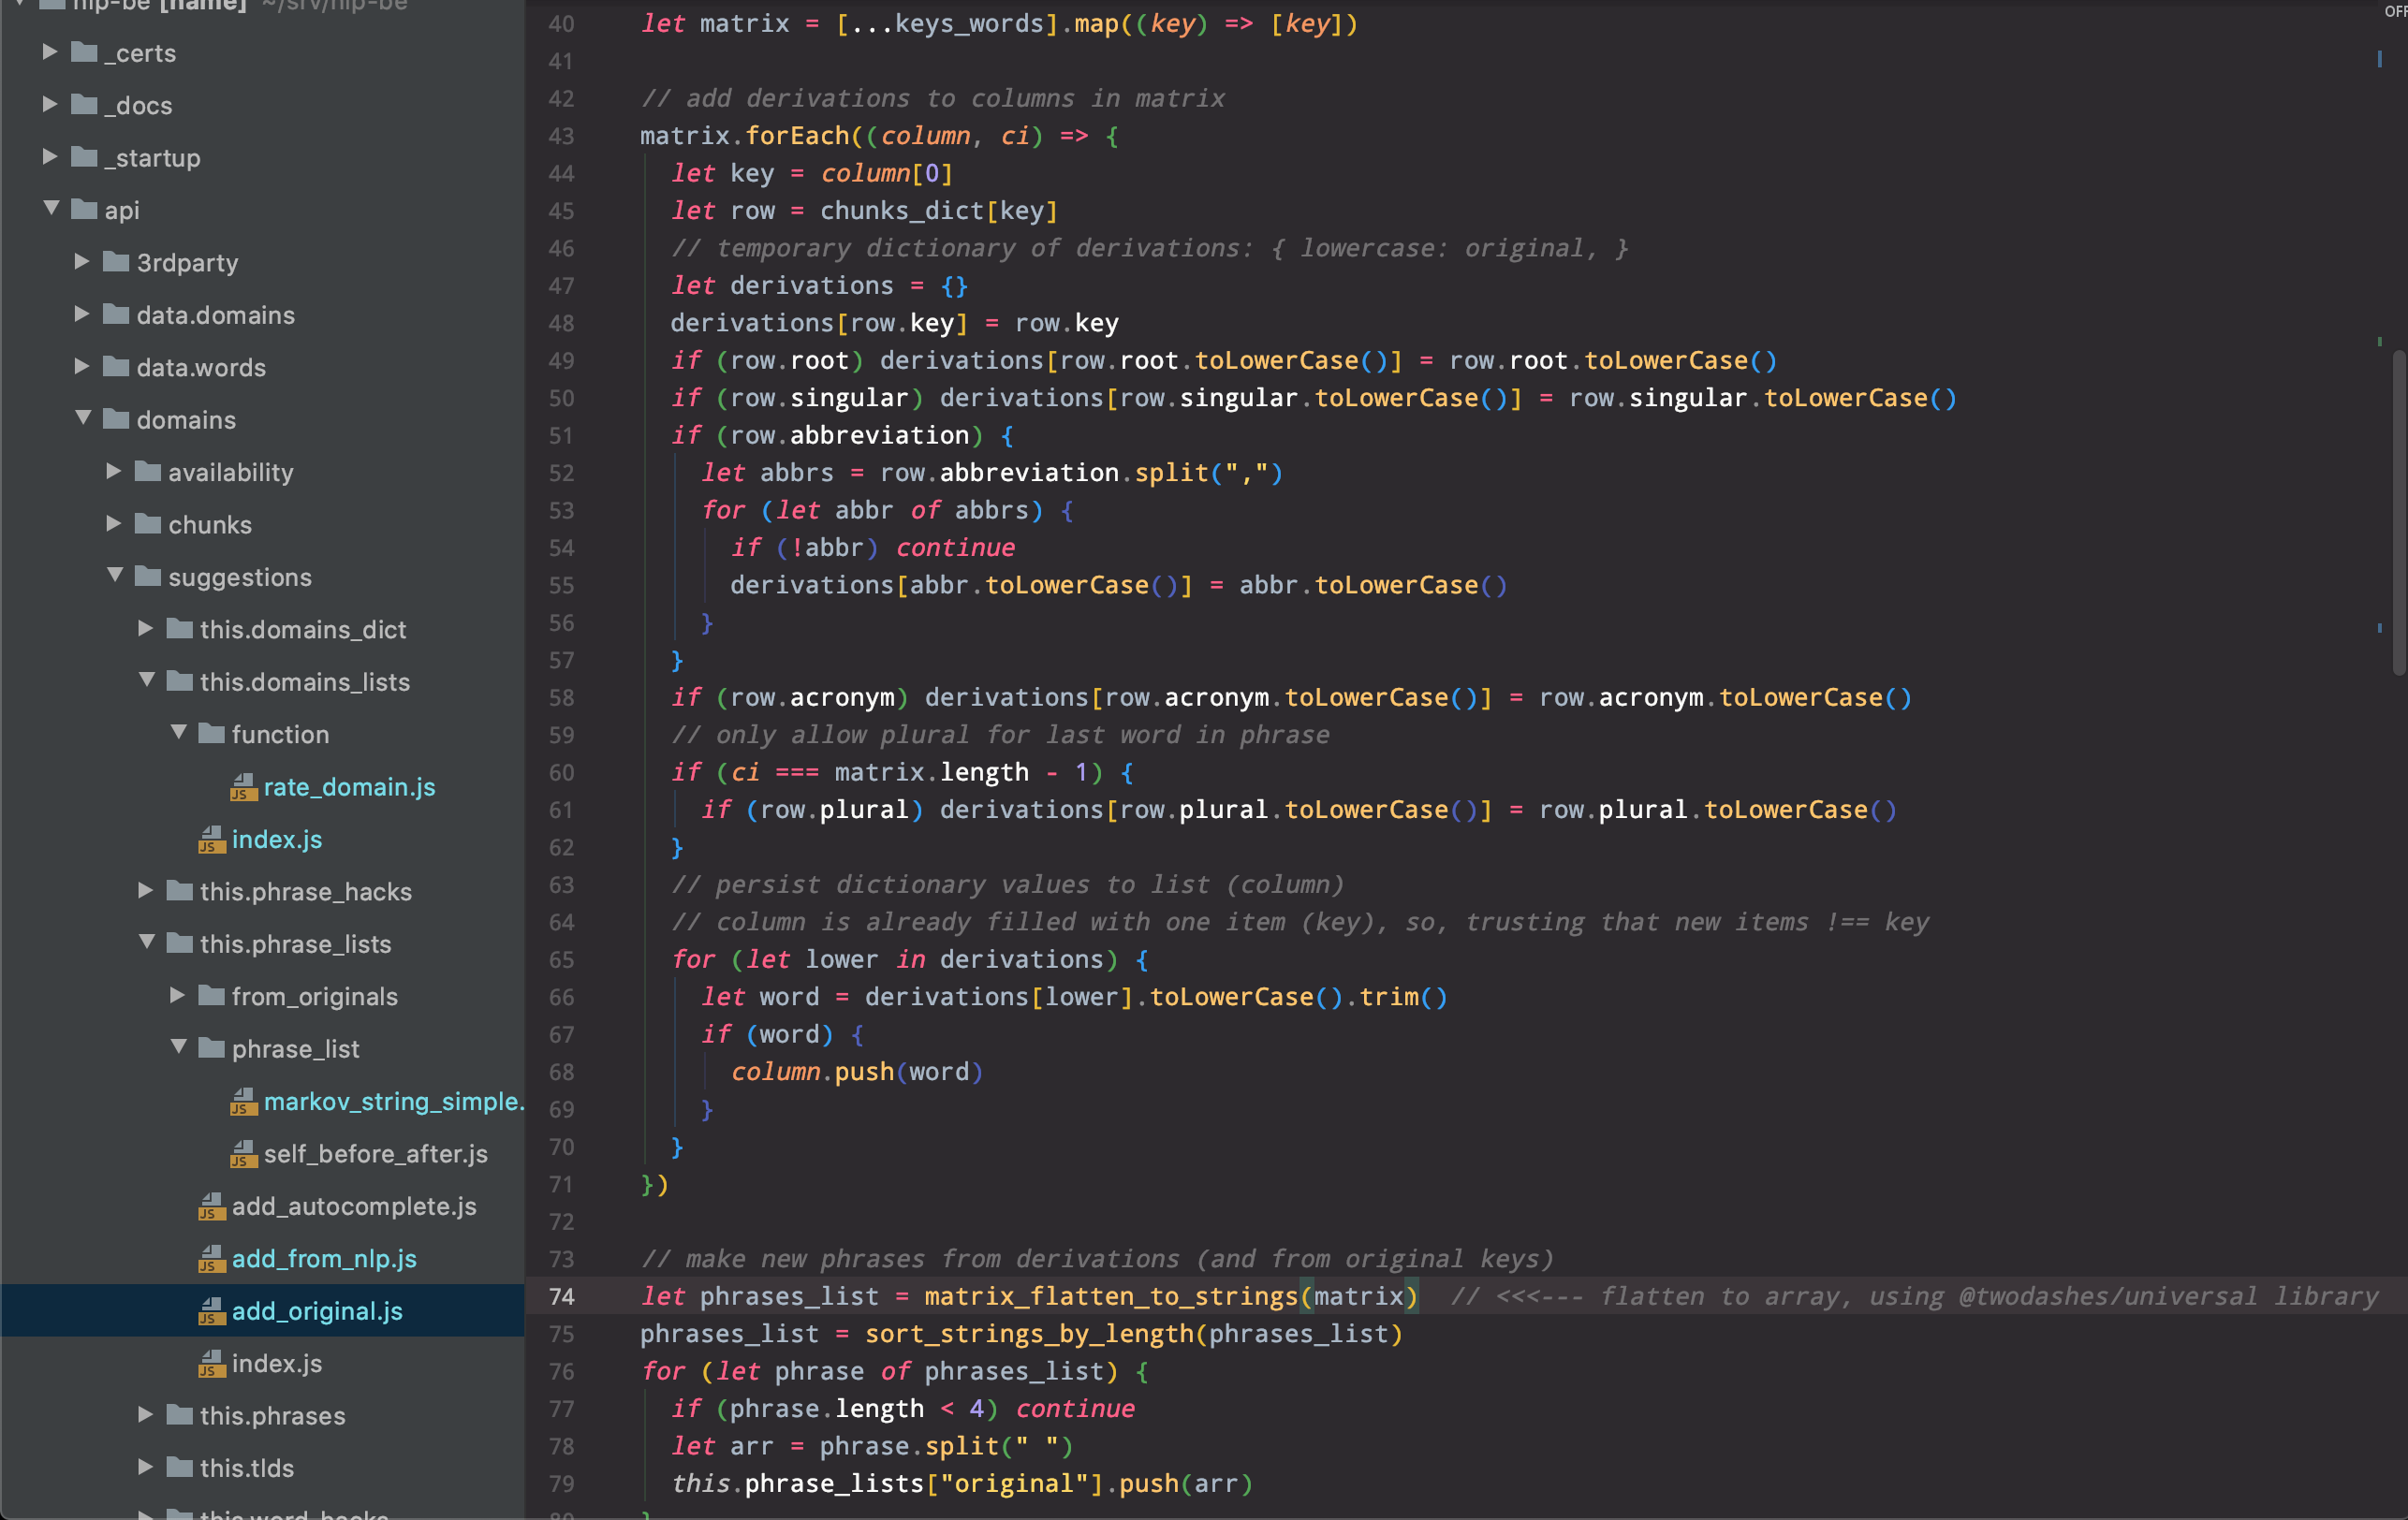 nlp-be [name] ~/srv/nlp-be
_certs
_docs
_startup
api
3rdparty
data.domains
data.words
domains
availability
chunks
suggestions
this.domains_dict
this.domains_lists
function
rate_domain.js
index.js
this.phrase_hacks
this.phrase_lists
from_originals
phrase_list
markov_string_simple.
self_before_after.js
add_autocomplete.js
add_from_nlp.js
add_original.js
index.js
this.phrases
this.tlds
this.word_hacks
OFF
40 let matrix = [...keys_words].map((key) => [key])
41
42 // add derivations to columns in matrix
43 matrix.forEach((column, ci) => {
44 let key = column[0]
45 let row = chunks_dict[key]
46 // temporary dictionary of derivations: { lowercase: original, }
47 let derivations = {}
48 derivations[row.key] = row.key
49 if (row.root) derivations[row.root.toLowerCase()] = row.root.toLowerCase()
50 if (row.singular) derivations[row.singular.toLowerCase()] = row.singular.toLowerCase()
51 if (row.abbreviation) {
52 let abbrs = row.abbreviation.split(",")
53 for (let abbr of abbrs) {
54 if (!abbr) continue
55 derivations[abbr.toLowerCase()] = abbr.toLowerCase()
56 }
57 }
58 if (row.acronym) derivations[row.acronym.toLowerCase()] = row.acronym.toLowerCase()
59 // only allow plural for last word in phrase
60 if (ci === matrix.length - 1) {
61 if (row.plural) derivations[row.plural.toLowerCase()] = row.plural.toLowerCase()
62 }
63 // persist dictionary values to list (column)
64 // column is already filled with one item (key), so, trusting that new items !== key
65 for (let lower in derivations) {
66 let word = derivations[lower].toLowerCase().trim()
67 if (word) {
68 column.push(word)
69 }
70 }
71 })
72
73 // make new phrases from derivations (and from original keys)
74 let phrases_list = matrix_flatten_to_strings(matrix) // <<<--- flatten to array, using @twodashes/universal library
75 phrases_list = sort_strings_by_length(phrases_list)
76 for (let phrase of phrases_list) {
77 if (phrase.length < 4) continue
78 let arr = phrase.split(" ")
79 this.phrase_lists["original"].push(arr)
80 }